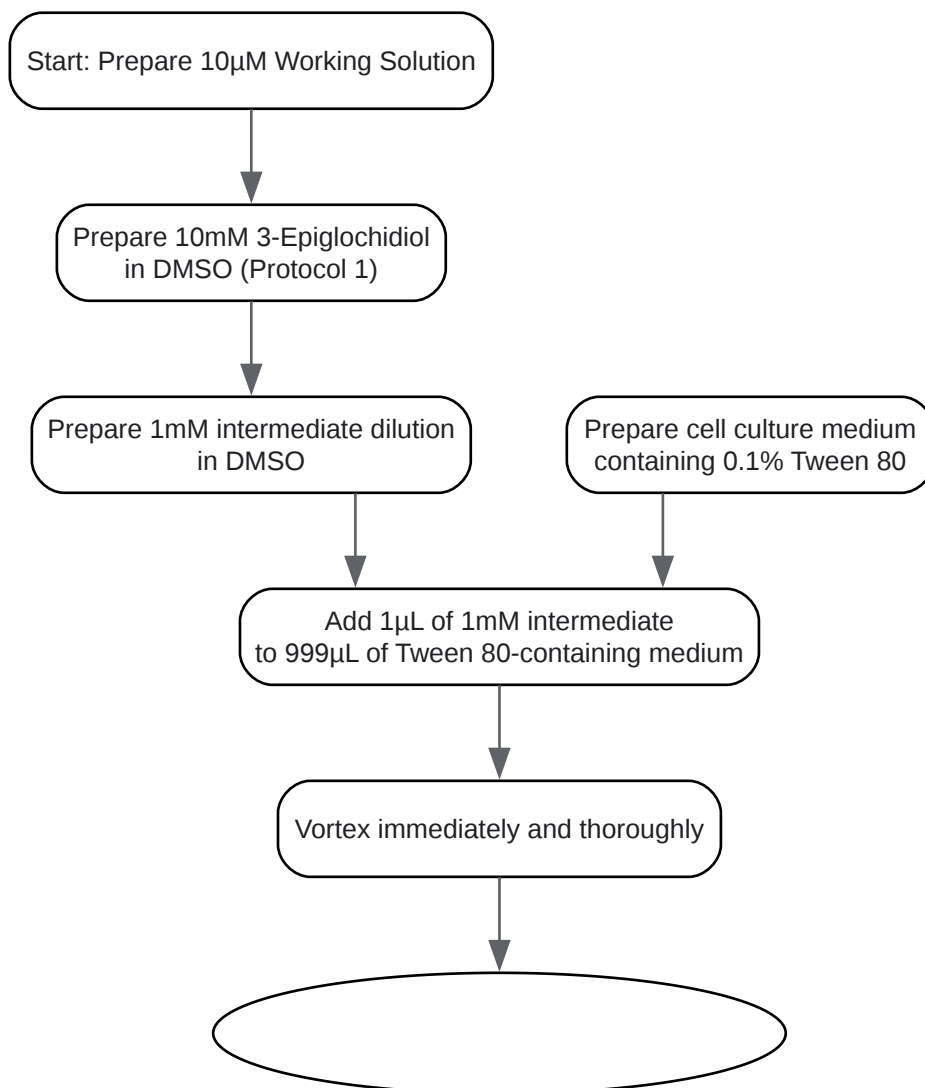 Start: Prepare 10µM Working Solution
Prepare 10mM 3-Epiglochidiol
in DMSO (Protocol 1)
Prepare 1mM intermediate dilution
in DMSO
Prepare cell culture medium
containing 0.1% Tween 80
Add 1µL of 1mM intermediate
to 999µL of Tween 80-containing medium
Vortex immediately and thoroughly